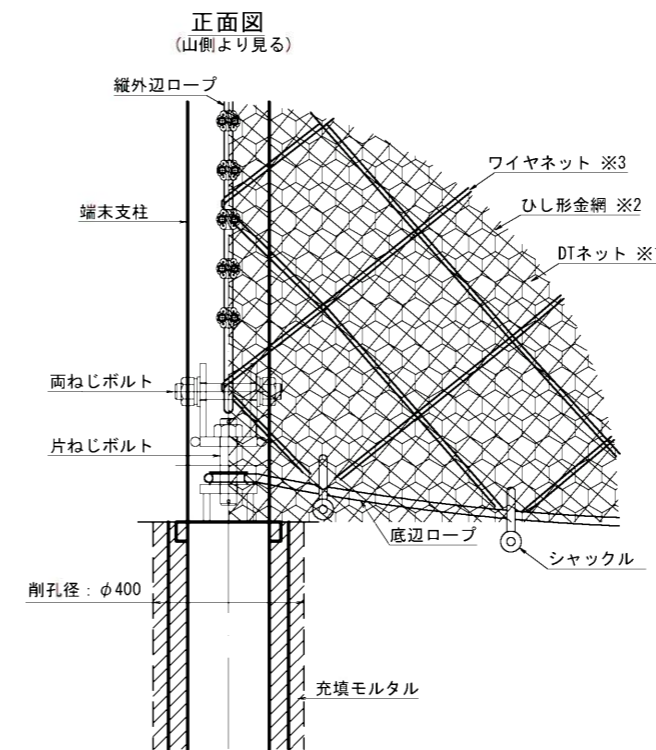 正面図
(山側より見る)
縦外辺ロープ
ワイヤネット ※3
端末支柱
ひし形金網 ※2
DTネット ※
両ねじボルト
片ねじボルト
底辺ロープ
シャックル
削孔径：φ400
充填モルタル